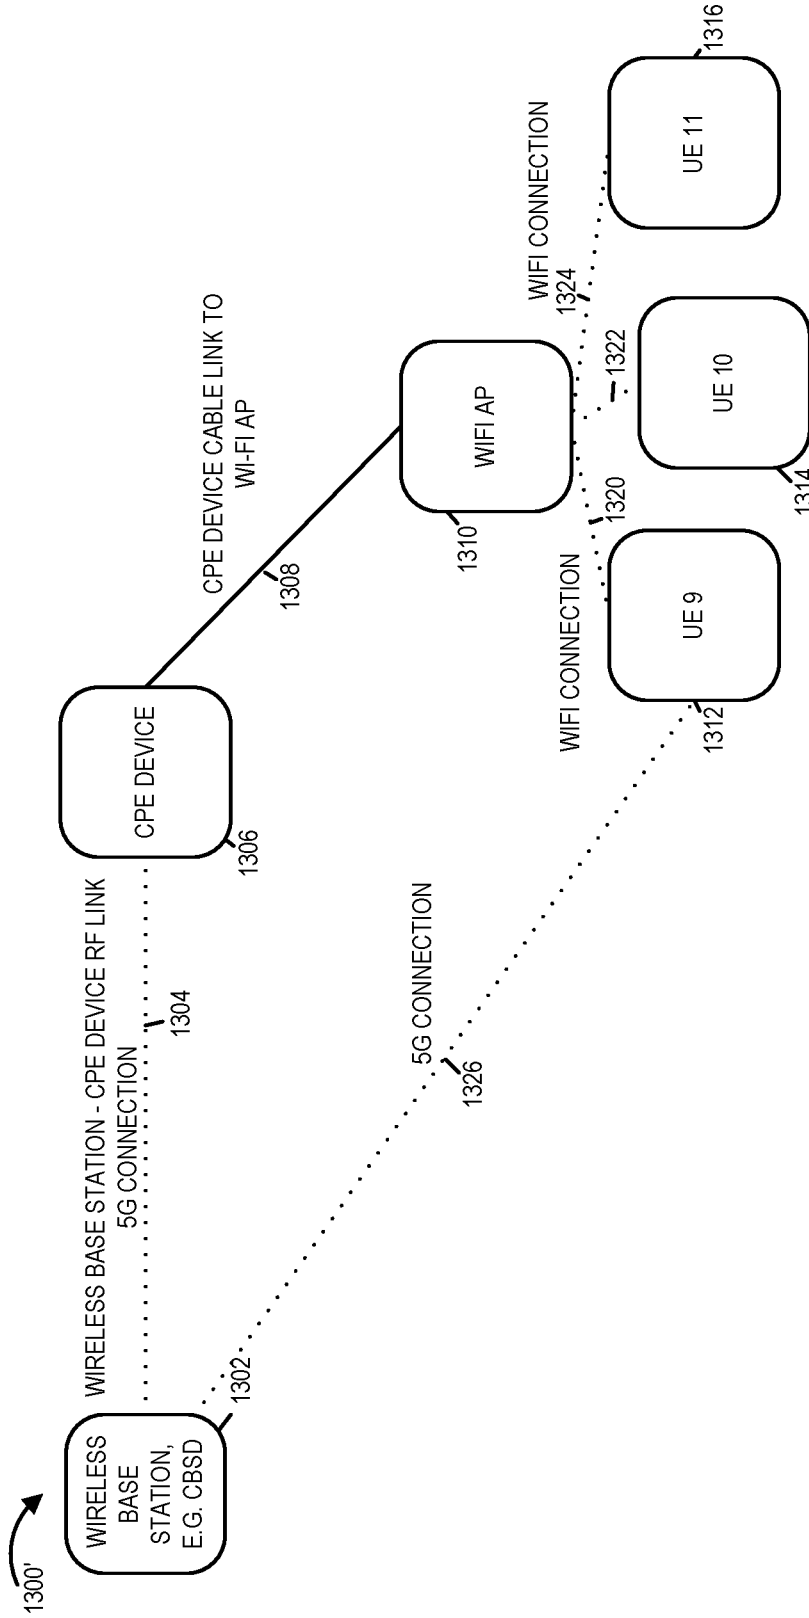 1300'
WIRELESS
BASE
STATION,
E.G. CBSD
1302
WIRELESS BASE STATION - CPE DEVICE RF LINK
5G CONNECTION
1304
CPE DEVICE
1306
CPE DEVICE CABLE LINK TO
WI-FI AP
1308
WIFI AP
1310
5G CONNECTION
1326
WIFI CONNECTION
1320
1322
WIFI CONNECTION
1324
UE 9
1312
UE 10
1314
UE 11
1316